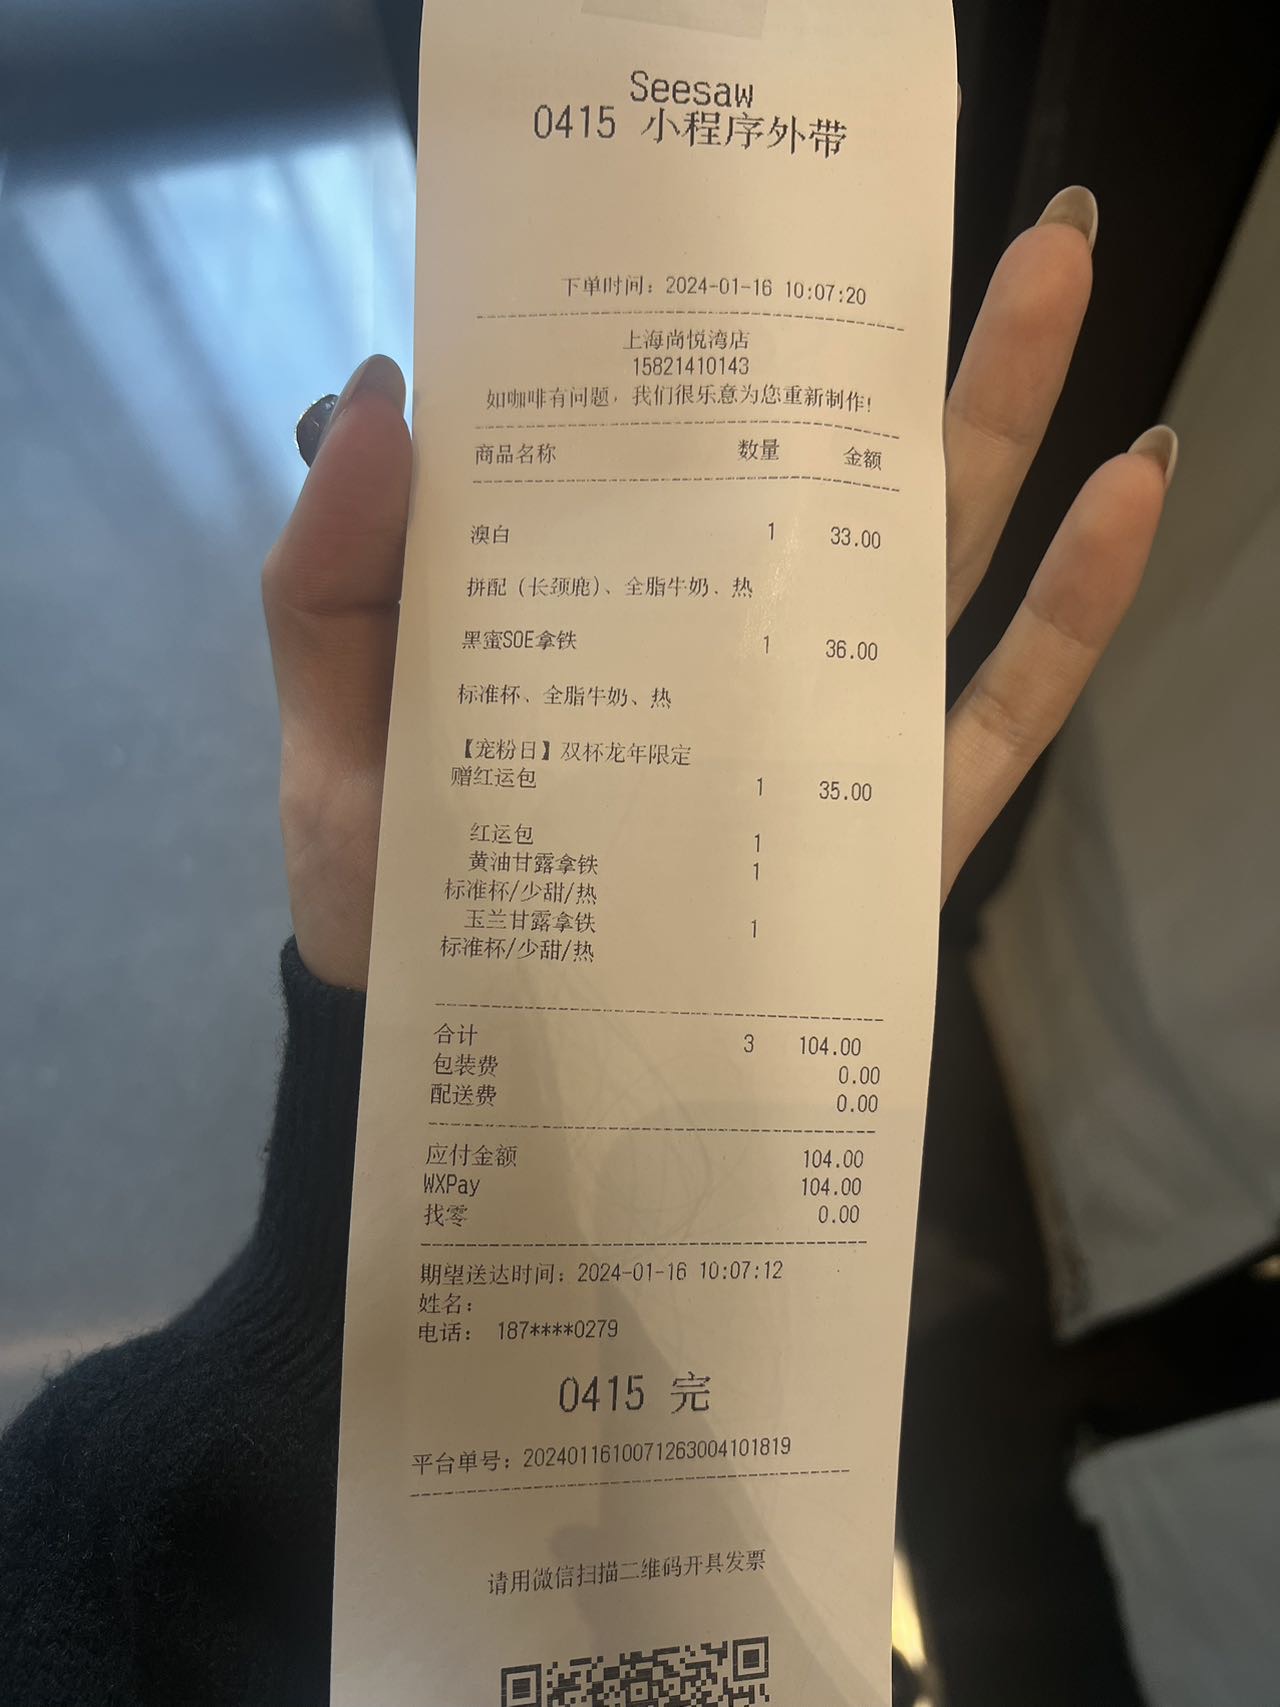 Seesaw
0415 小程序外带
下单时间：2024-01-16 10:07:20
上海尚悦湾店
15821410143
如咖啡有问题，我们很乐意为您重新制作！
商品名称 数量 金额
澳白 1 33.00
拼配（长颈鹿）、全脂牛奶、热
黑蜜SOE拿铁 1 36.00
标准杯、全脂牛奶、热
【宠粉日】双杯龙年限定
赠红运包 1 35.00
红运包 1
黄油甘露拿铁 1
标准杯/少甜/热
玉兰甘露拿铁 1
标准杯/少甜/热
合计 3 104.00
包装费 0.00
配送费 0.00
应付金额 104.00
WXPay 104.00
找零 0.00
期望送达时间：2024-01-16 10:07:12
姓名：
电话： 187****0279
0415 完
平台单号：2024011610071263004101819
请用微信扫描二维码开具发票